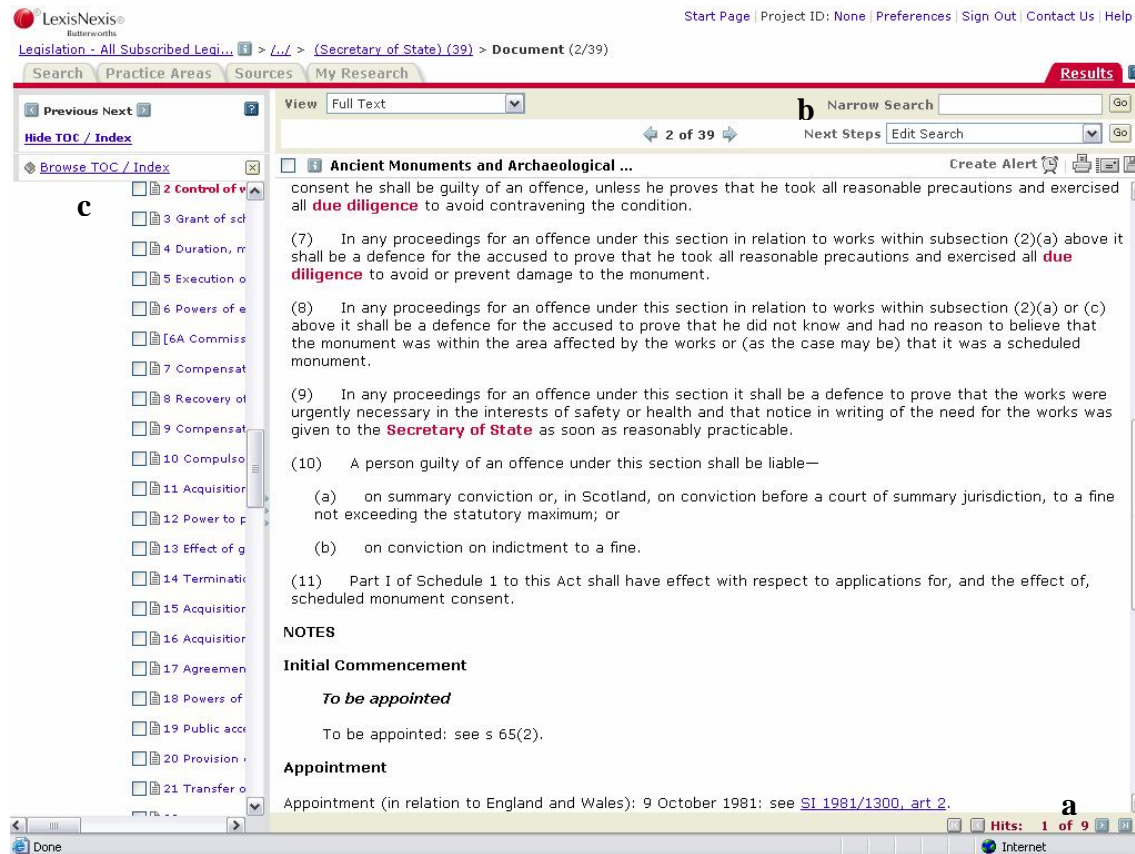 LexisNexis®
Butterworths
Start Page | Project ID: None | Preferences | Sign Out | Contact Us | Help
Legislation - All Subscribed Legi... > /../ > (Secretary of State) (39) > Document (2/39)
Search Practice Areas Sources My Research Results ?
Previous Next ?
View Full Text b Narrow Search Go
Hide TOC / Index
2 of 39 Next Steps Edit Search Go
Browse TOC / Index
Ancient Monuments and Archaeological ... Create Alert
c
2 Control of w
3 Grant of sch
4 Duration, m
5 Execution o
6 Powers of e
[6A Commiss
7 Compensat
8 Recovery of
9 Compensat
10 Compulso
11 Acquisition
12 Power to p
13 Effect of g
14 Terminatic
15 Acquisition
16 Acquisition
17 Agreemen
18 Powers of
19 Public acce
20 Provision
21 Transfer o
consent he shall be guilty of an offence, unless he proves that he took all reasonable precautions and exercised
all due diligence to avoid contravening the condition.
(7) In any proceedings for an offence under this section in relation to works within subsection (2)(a) above it
shall be a defence for the accused to prove that he took all reasonable precautions and exercised all due
diligence to avoid or prevent damage to the monument.
(8) In any proceedings for an offence under this section in relation to works within subsection (2)(a) or (c)
above it shall be a defence for the accused to prove that he did not know and had no reason to believe that
the monument was within the area affected by the works or (as the case may be) that it was a scheduled
monument.
(9) In any proceedings for an offence under this section it shall be a defence to prove that the works were
urgently necessary in the interests of safety or health and that notice in writing of the need for the works was
given to the Secretary of State as soon as reasonably practicable.
(10) A person guilty of an offence under this section shall be liable—
(a) on summary conviction or, in Scotland, on conviction before a court of summary jurisdiction, to a fine
not exceeding the statutory maximum; or
(b) on conviction on indictment to a fine.
(11) Part I of Schedule 1 to this Act shall have effect with respect to applications for, and the effect of,
scheduled monument consent.
NOTES
Initial Commencement
To be appointed
To be appointed: see s 65(2).
Appointment
Appointment (in relation to England and Wales): 9 October 1981: see SI 1981/1300, art 2.
a
Hits: 1 of 9
Done Internet